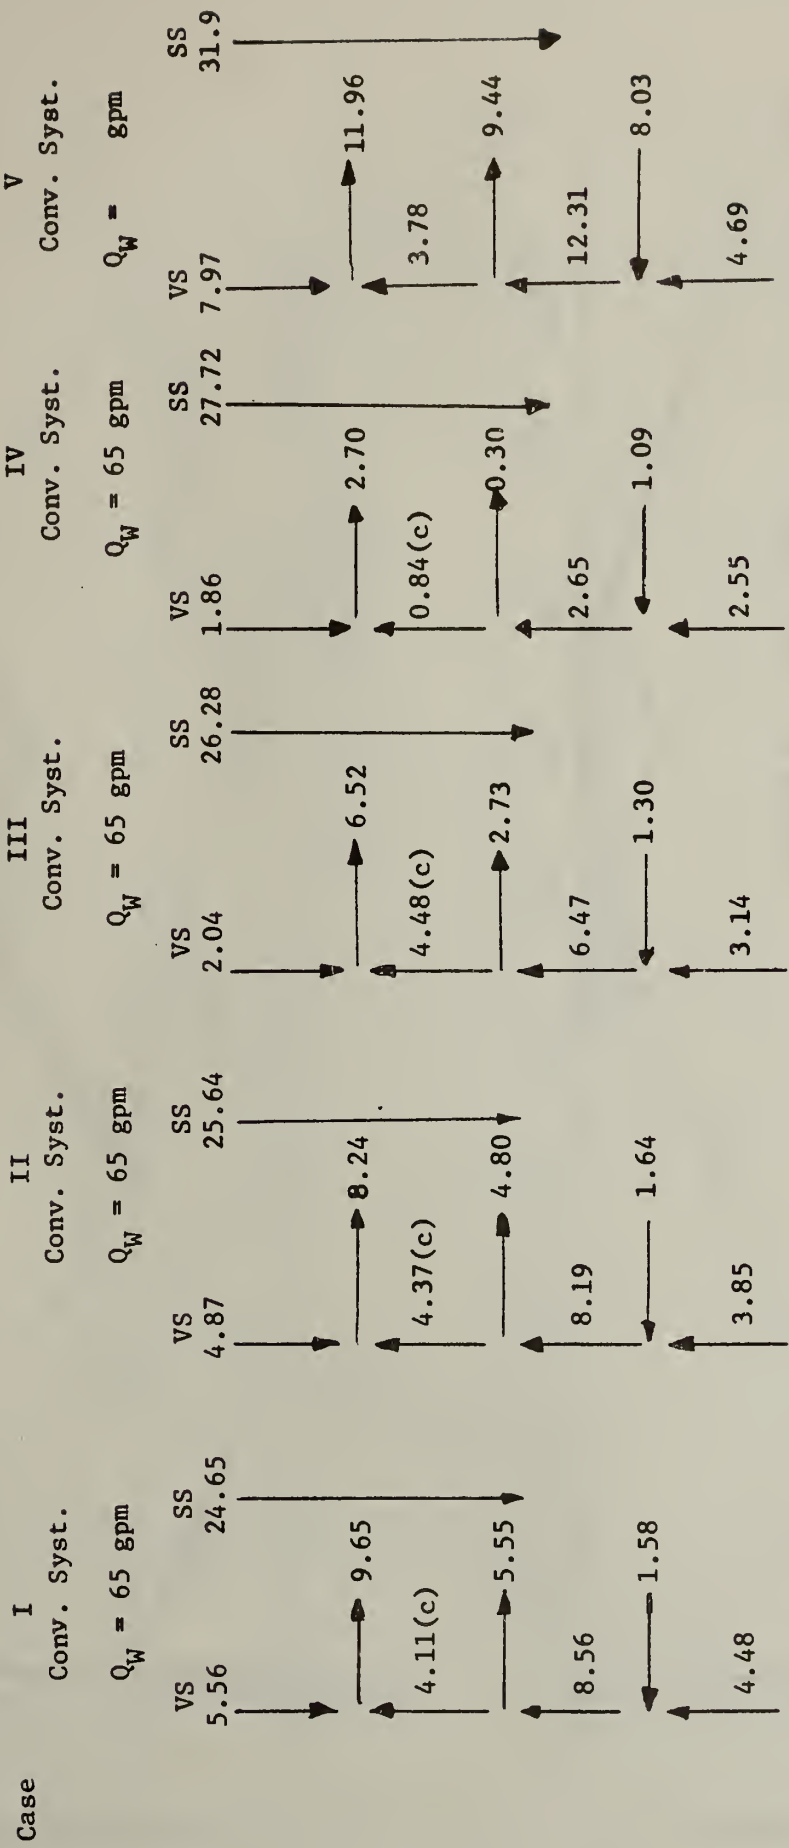 Case
I
Conv. Syst.
Q_W = 65 gpm
VS
5.56
SS
24.65
9.65
4.11(c)
5.55
8.56
1.58
4.48
II
Conv. Syst.
Q_W = 65 gpm
VS
4.87
SS
25.64
8.24
4.37(c)
4.80
8.19
1.64
3.85
III
Conv. Syst.
Q_W = 65 gpm
VS
2.04
SS
26.28
6.52
4.48(c)
2.73
6.47
1.30
3.14
IV
Conv. Syst.
Q_W = 65 gpm
VS
1.86
SS
27.72
2.70
0.84(c)
0.30
2.65
1.09
2.55
V
Conv. Syst.
Q_W = gpm
VS
7.97
SS
31.9
11.96
3.78
9.44
12.31
8.03
4.69